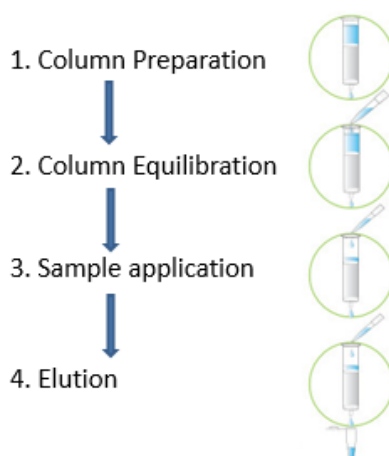 1. Column Preparation
2. Column Equilibration
3. Sample application
4. Elution